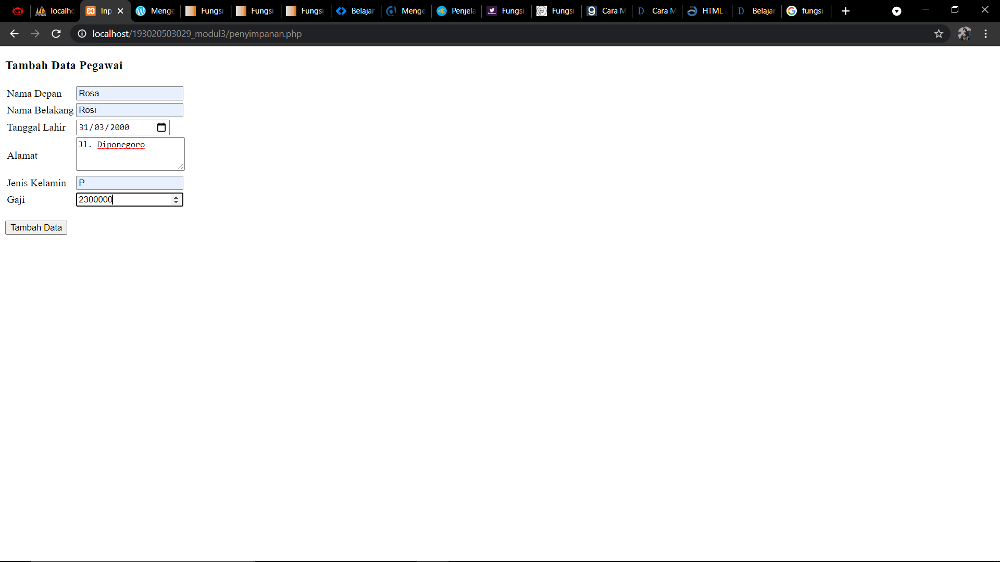 localho
Inp
Menge
Fungsi
Fungsi
Fungsi
Belajar
Menge
Penjela
Fungsi
Fungsi
Cara M
Cara M
HTML
Belajar
fungsi
localhost/193020503029_modul3/penyimpanan.php
Tambah Data Pegawai
Nama Depan Rosa
Nama Belakang Rosi
Tanggal Lahir 31/03/2000
Alamat Jl. Diponegoro
Jenis Kelamin P
Gaji 2300000
Tambah Data